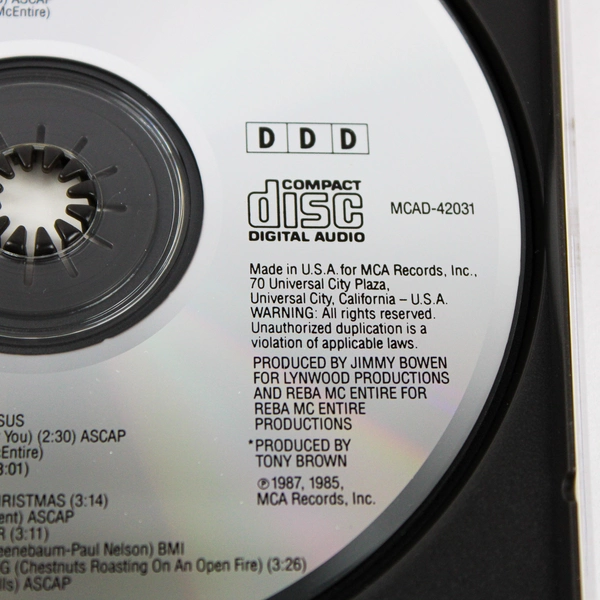 ASCAP
McEntire)
D D D
COMPACT
disc
DIGITAL AUDIO
MCAD-42031
Made in U.S.A. for MCA Records, Inc.,
70 Universal City Plaza,
Universal City, California – U.S.A.
WARNING: All rights reserved.
Unauthorized duplication is a
violation of applicable laws.
PRODUCED BY JIMMY BOWEN
FOR LYNWOOD PRODUCTIONS
AND REBA MC ENTIRE FOR
REBA MC ENTIRE
PRODUCTIONS
*PRODUCED BY
TONY BROWN
℗1987, 1985,
MCA Records, Inc.
SUS
You) (2:30) ASCAP
Entire)
3:01)
HRISTMAS (3:14)
ent) ASCAP
R (3:11)
eenebaum-Paul Nelson) BMI
G (Chestnuts Roasting On An Open Fire) (3:26)
lls) ASCAP